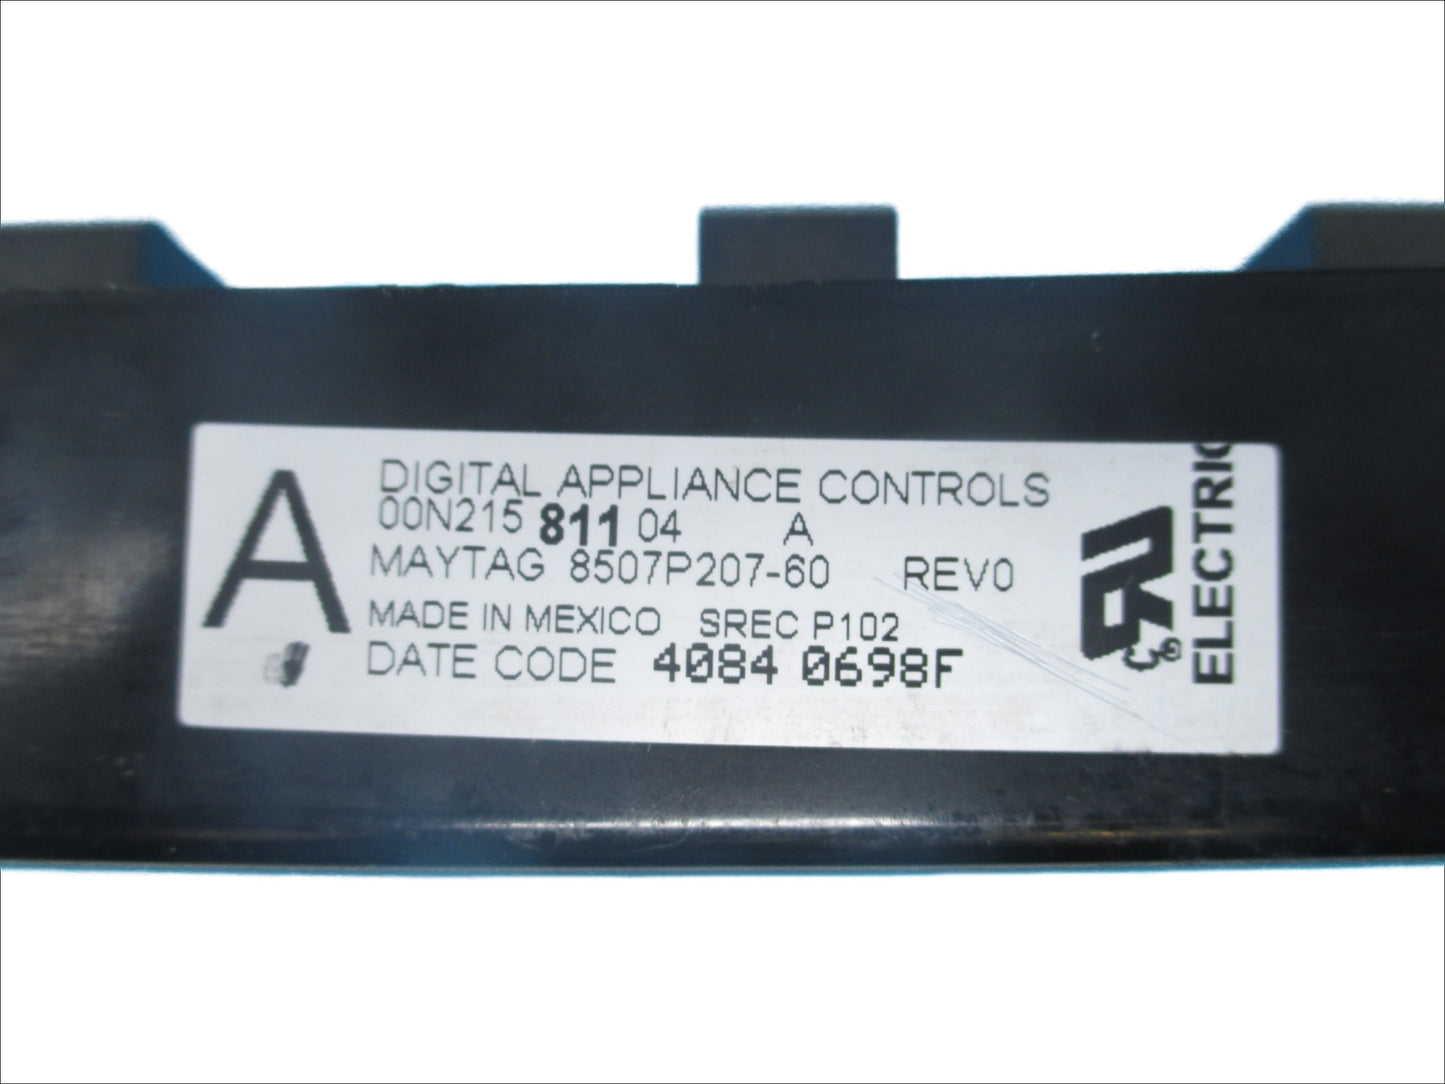 A
DIGITAL APPLIANCE CONTROLS
00N215 811 04 A
MAYTAG 8507P207-60 REV0
MADE IN MEXICO SREC P102
DATE CODE 4084 0698F
ELECTRIC